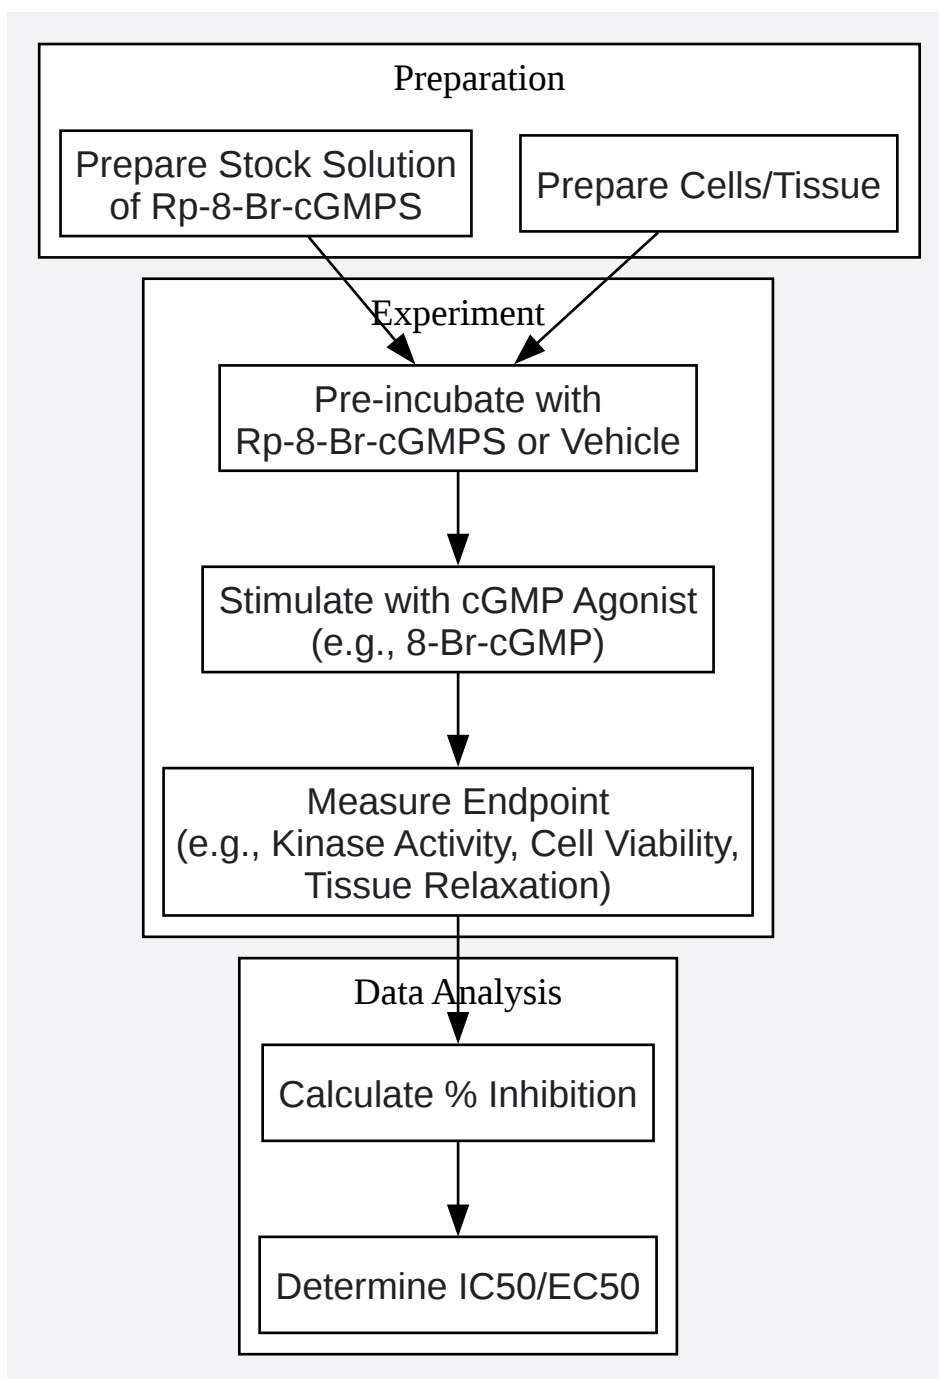 Preparation
Prepare Stock Solution
of Rp-8-Br-cGMPS
Prepare Cells/Tissue
Experiment
Pre-incubate with
Rp-8-Br-cGMPS or Vehicle
Stimulate with cGMP Agonist
(e.g., 8-Br-cGMP)
Measure Endpoint
(e.g., Kinase Activity, Cell Viability,
Tissue Relaxation)
Data Analysis
Calculate % Inhibition
Determine IC50/EC50